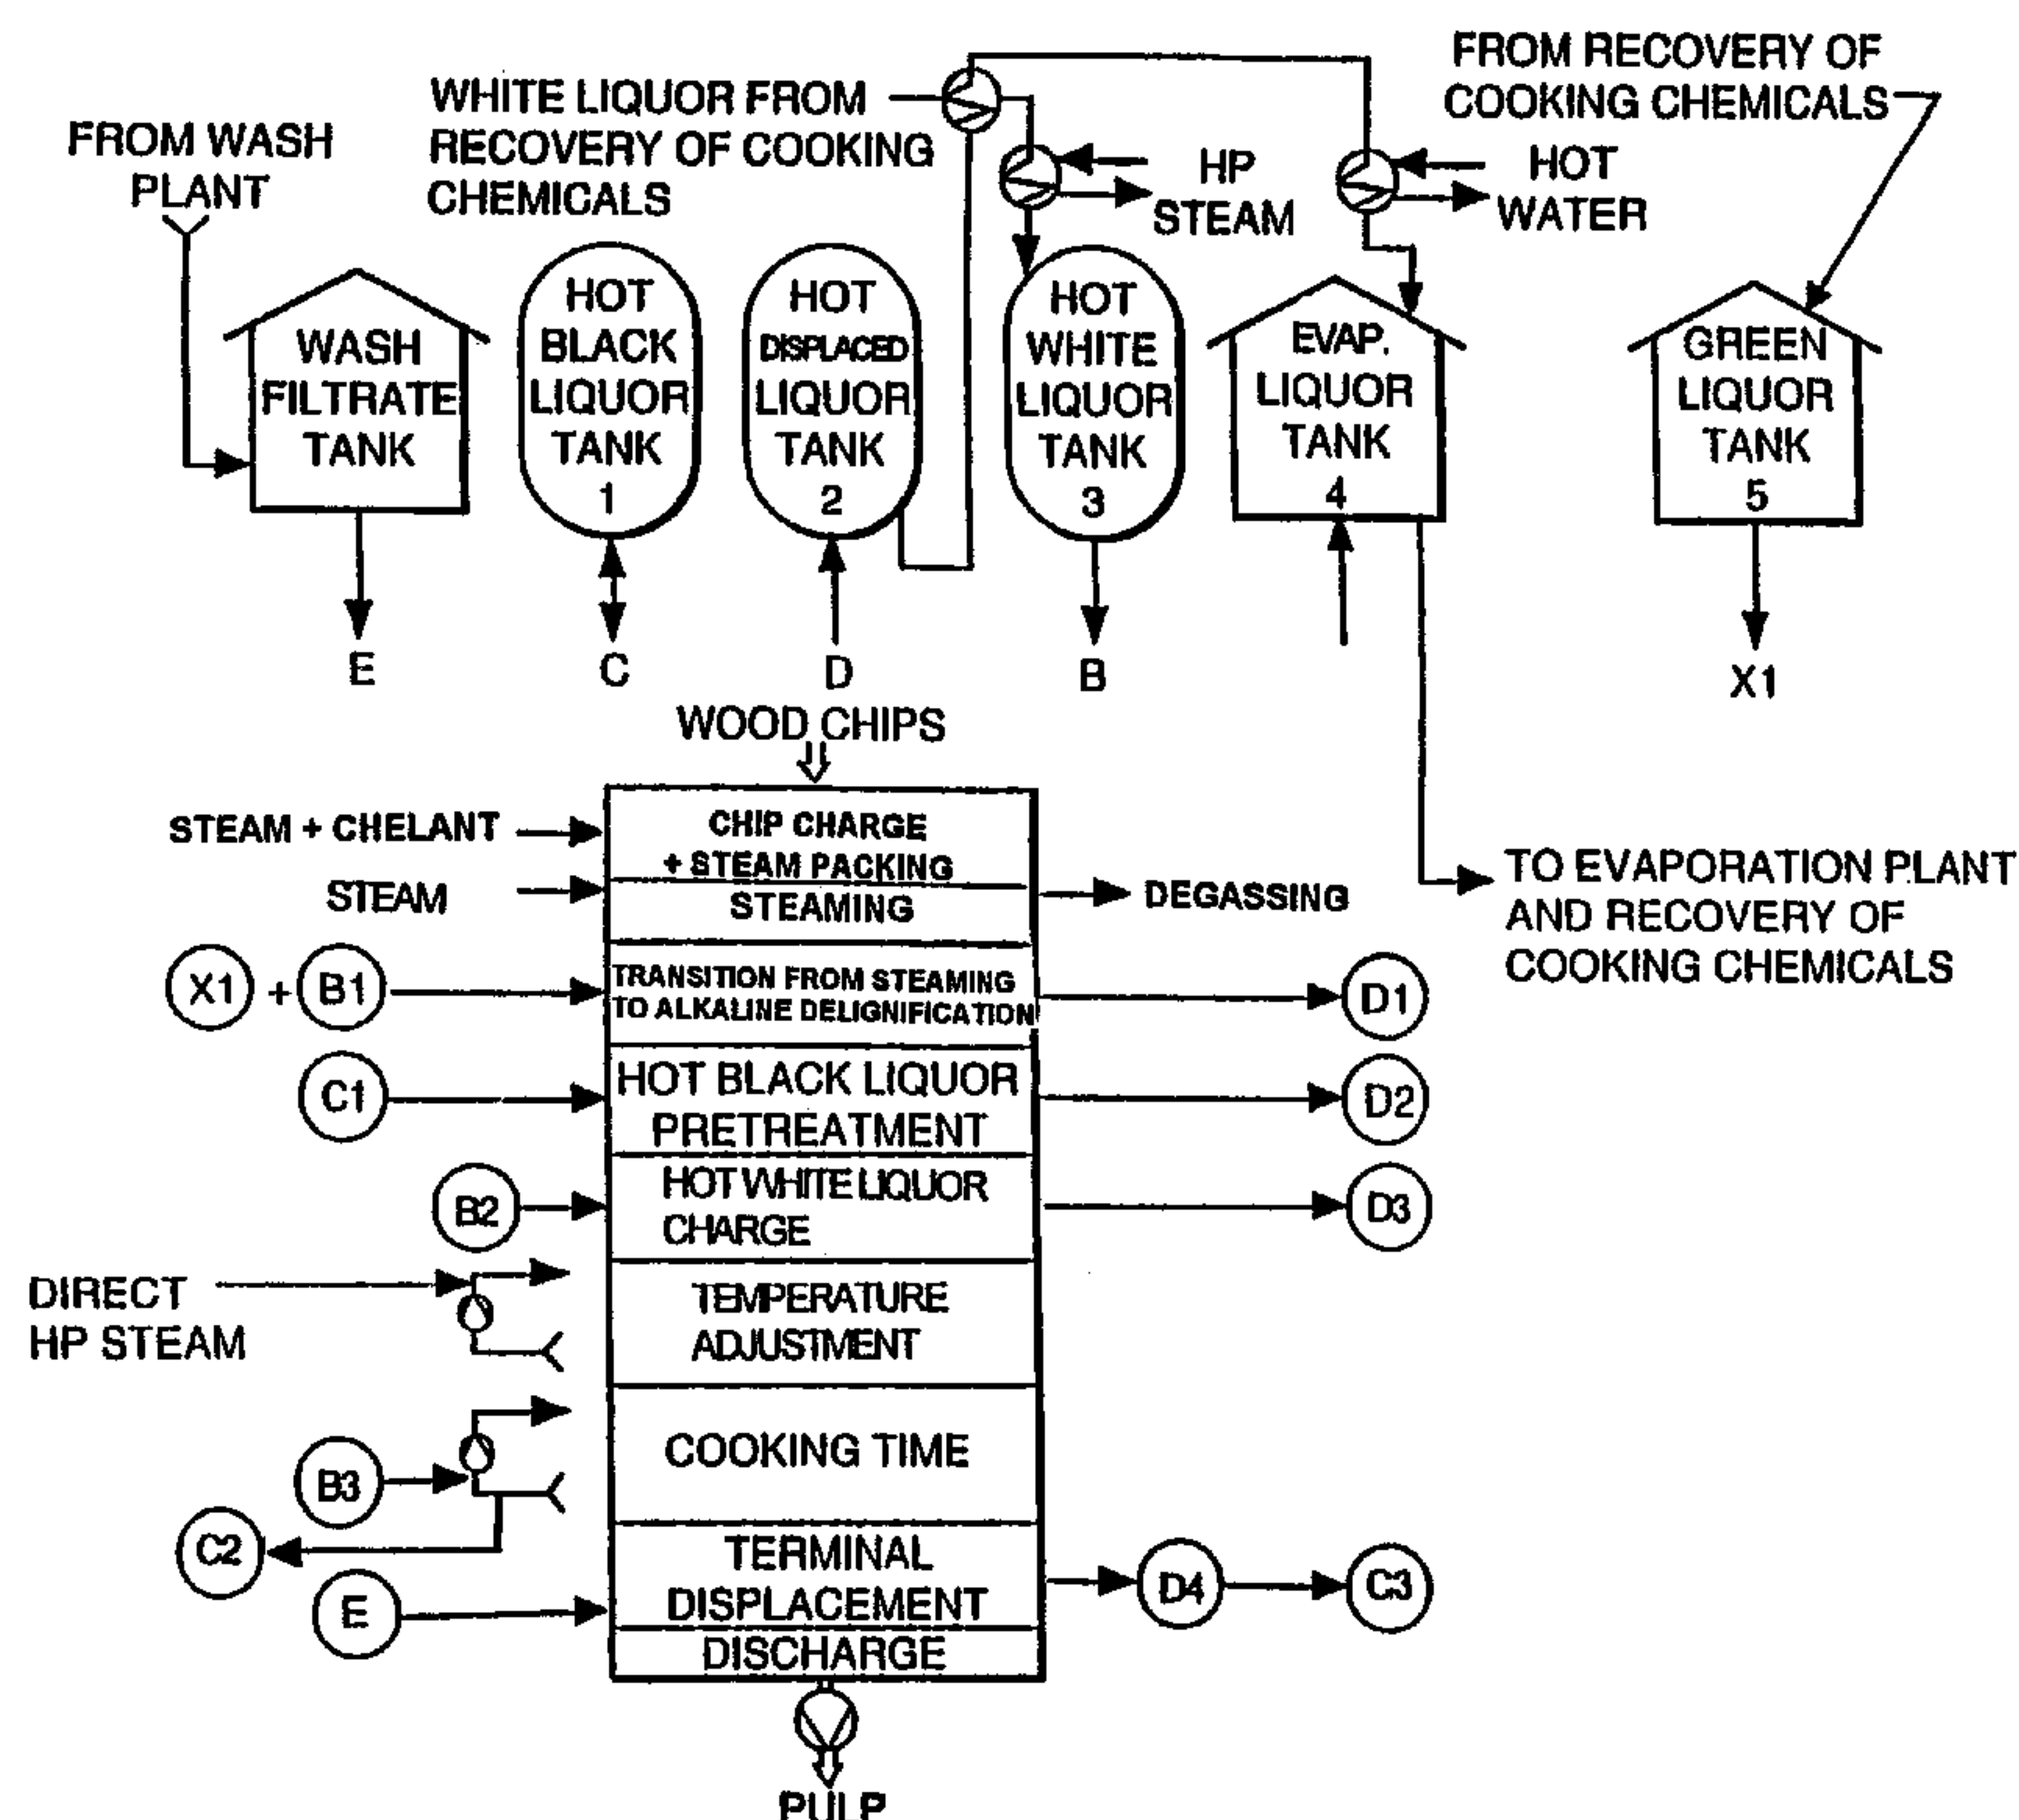 FROM WASH
PLANT
WHITE LIQUOR FROM
RECOVERY OF COOKING
CHEMICALS
HP
STEAM
HOT
WATER
FROM RECOVERY OF
COOKING CHEMICALS
WASH
FILTRATE
TANK
HOT
BLACK
LIQUOR
TANK
1
HOT
DISPLACED
LIQUOR
TANK
2
HOT
WHITE
LIQUOR
TANK
3
EVAP.
LIQUOR
TANK
4
GREEN
LIQUOR
TANK
5
E
C
D
B
X1
WOOD CHIPS
STEAM + CHELANT
CHIP CHARGE
+ STEAM PACKING
STEAM
STEAMING
DEGASSING
TO EVAPORATION PLANT
AND RECOVERY OF
COOKING CHEMICALS
X1 + B1
TRANSITION FROM STEAMING
TO ALKALINE DELIGNIFICATION
D1
C1
HOT BLACK LIQUOR
PRETREATMENT
D2
B2
HOT WHITE LIQUOR
CHARGE
D3
DIRECT
HP STEAM
TEMPERATURE
ADJUSTMENT
B3
COOKING TIME
C2
E
TERMINAL
DISPLACEMENT
D4
C3
DISCHARGE
PULP